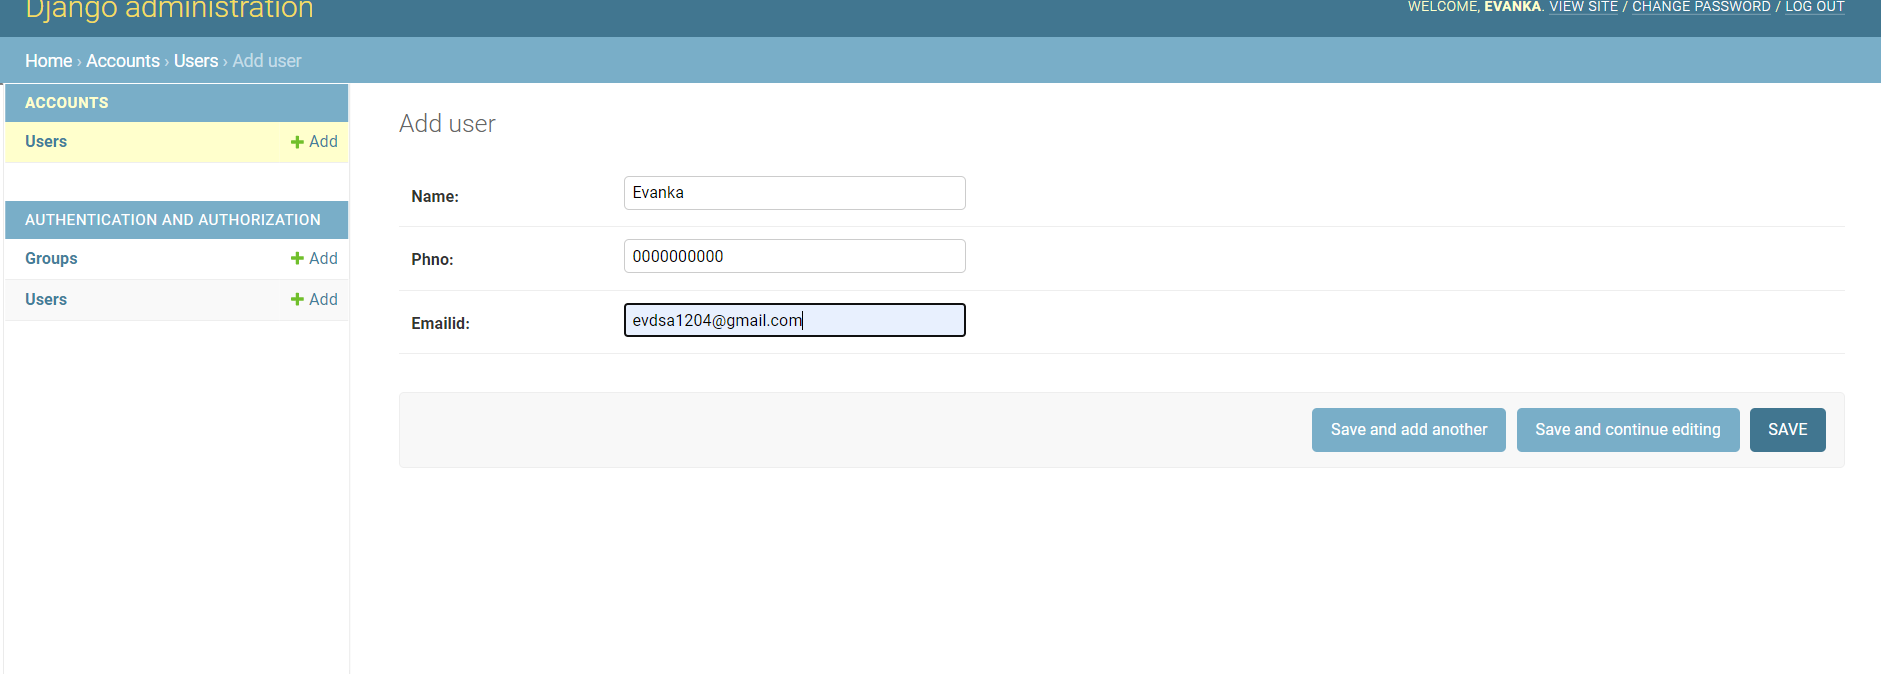 Django administration
WELCOME, EVANKA. VIEW SITE / CHANGE PASSWORD / LOG OUT
Home › Accounts › Users › Add user
ACCOUNTS
Users Add
AUTHENTICATION AND AUTHORIZATION
Groups Add
Users Add
Add user
Name: Evanka
Phno: 0000000000
Emailid: evdsa1204@gmail.com
Save and add another Save and continue editing SAVE